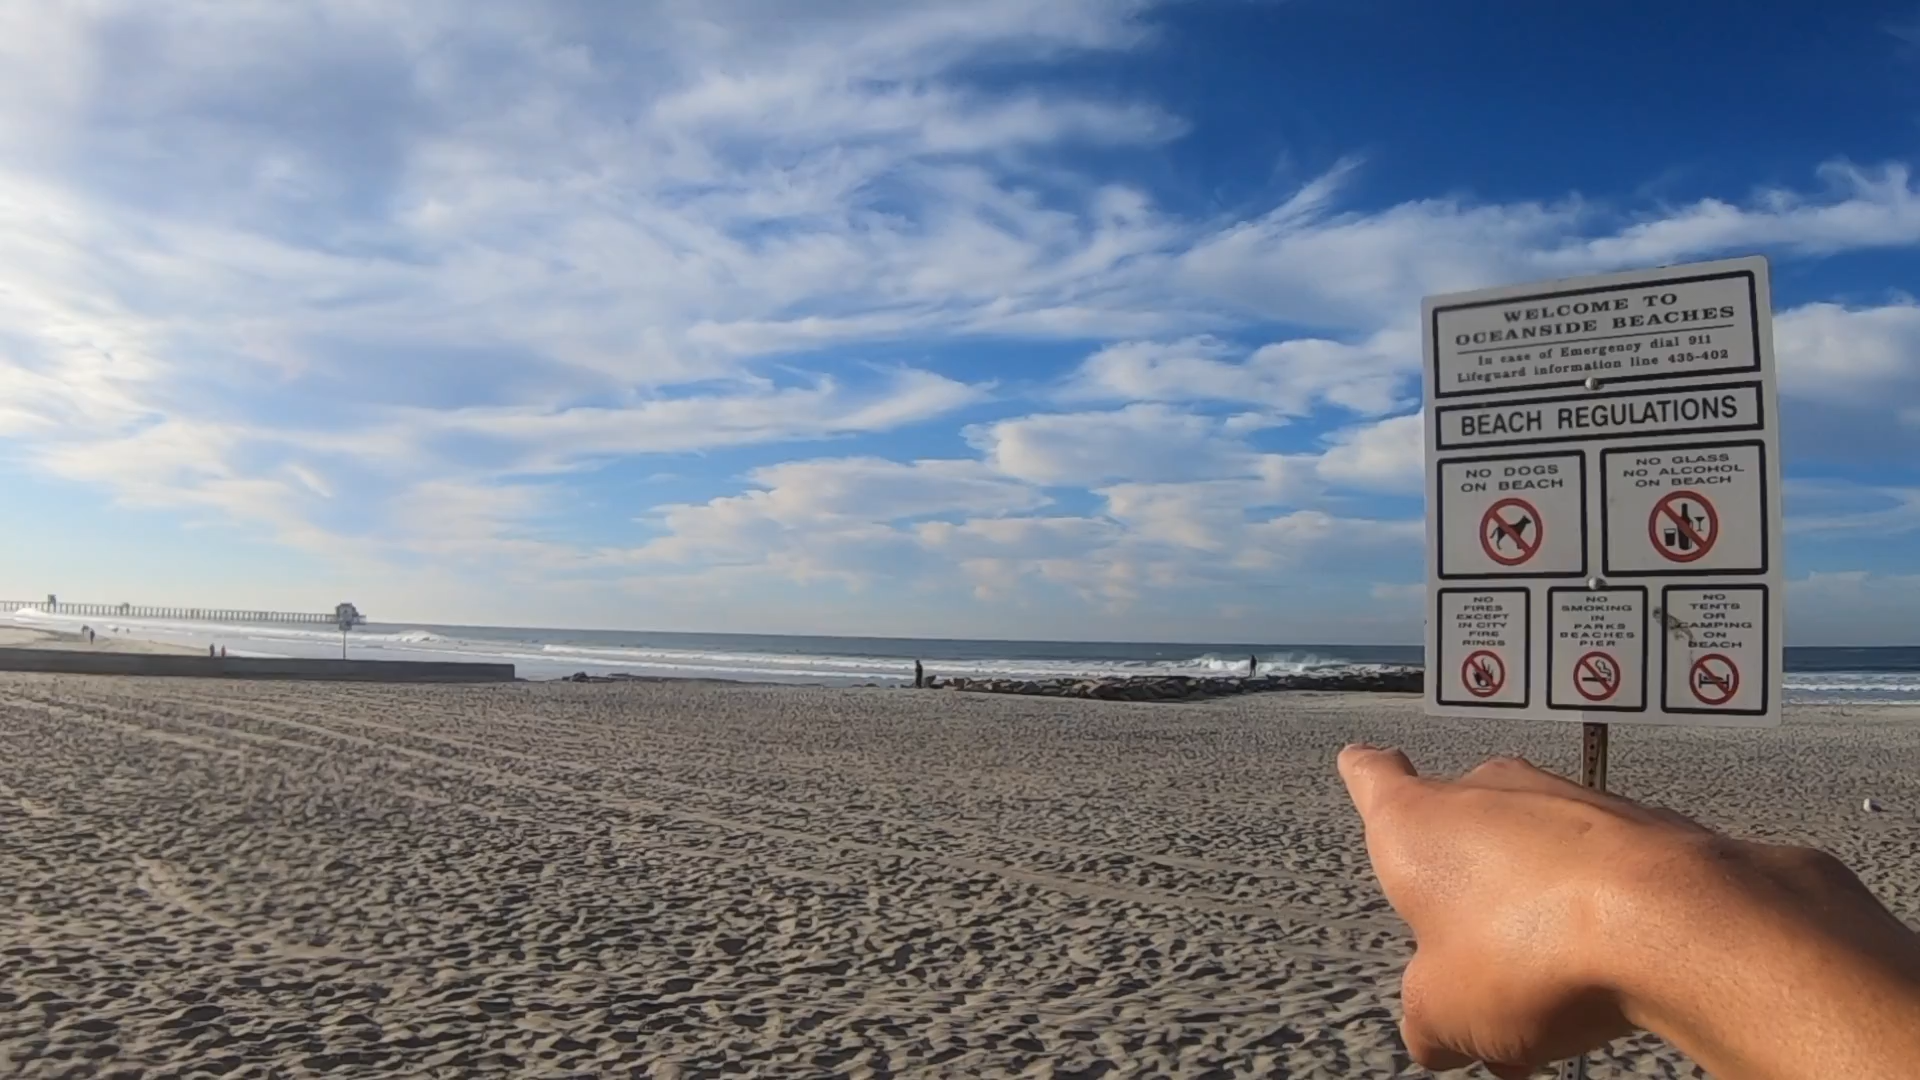 WELCOME TO
OCEANSIDE BEACHES
In case of Emergency dial 911
Lifeguard information line 435-402
BEACH REGULATIONS
NO DOGS
ON BEACH
NO GLASS
NO ALCOHOL
ON BEACH
NO
FIRES
EXCEPT
IN CITY
FIRE
RINGS
NO
SMOKING
IN
PARKS
BEACHES
PIER
NO
TENTS
OR
CAMPING
ON
BEACH